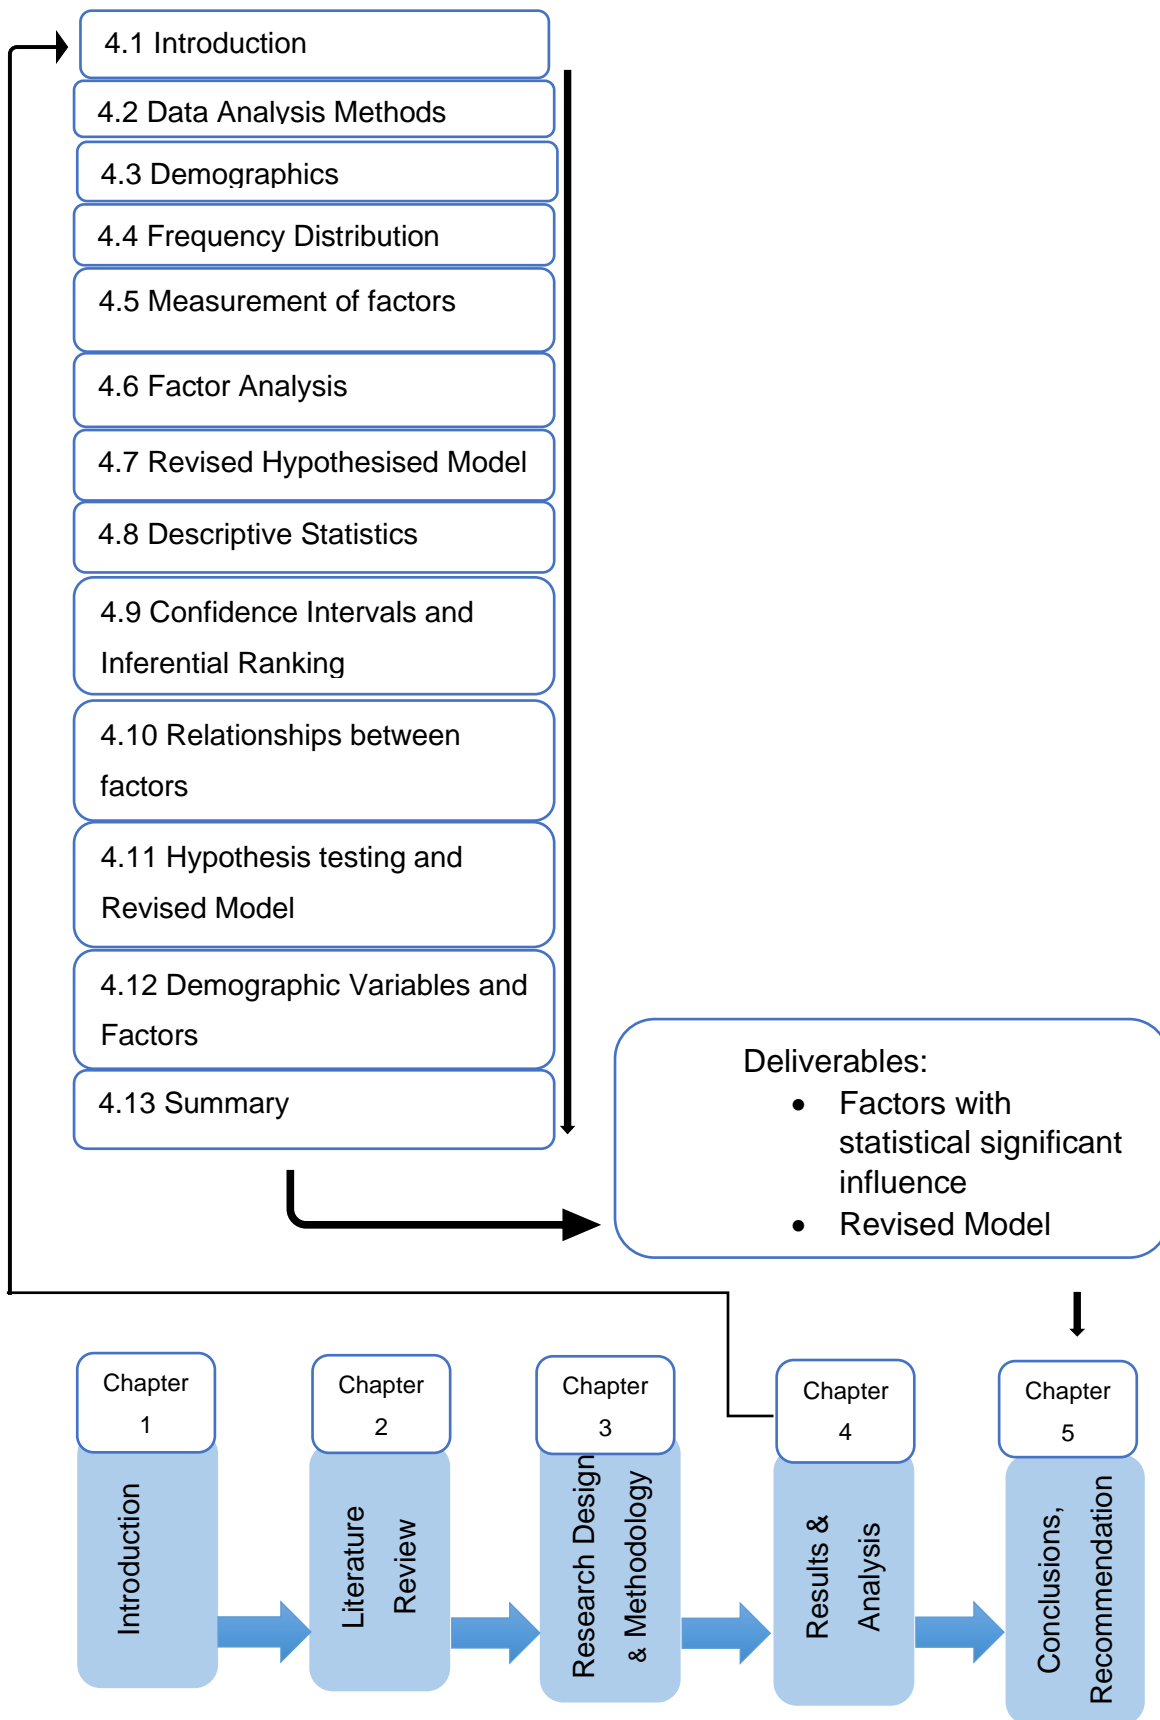 4.1 Introduction
4.2 Data Analysis Methods
4.3 Demographics
4.4 Frequency Distribution
4.5 Measurement of factors
4.6 Factor Analysis
4.7 Revised Hypothesised Model
4.8 Descriptive Statistics
4.9 Confidence Intervals and
Inferential Ranking
4.10 Relationships between
factors
4.11 Hypothesis testing and
Revised Model
4.12 Demographic Variables and
Factors
4.13 Summary
Deliverables:
• Factors with
statistical significant
influence
• Revised Model
Chapter
1
Introduction
Chapter
2
Literature
Review
Chapter
3
Research Design
& Methodology
Chapter
4
Results &
Analysis
Chapter
5
Conclusions,
Recommendation